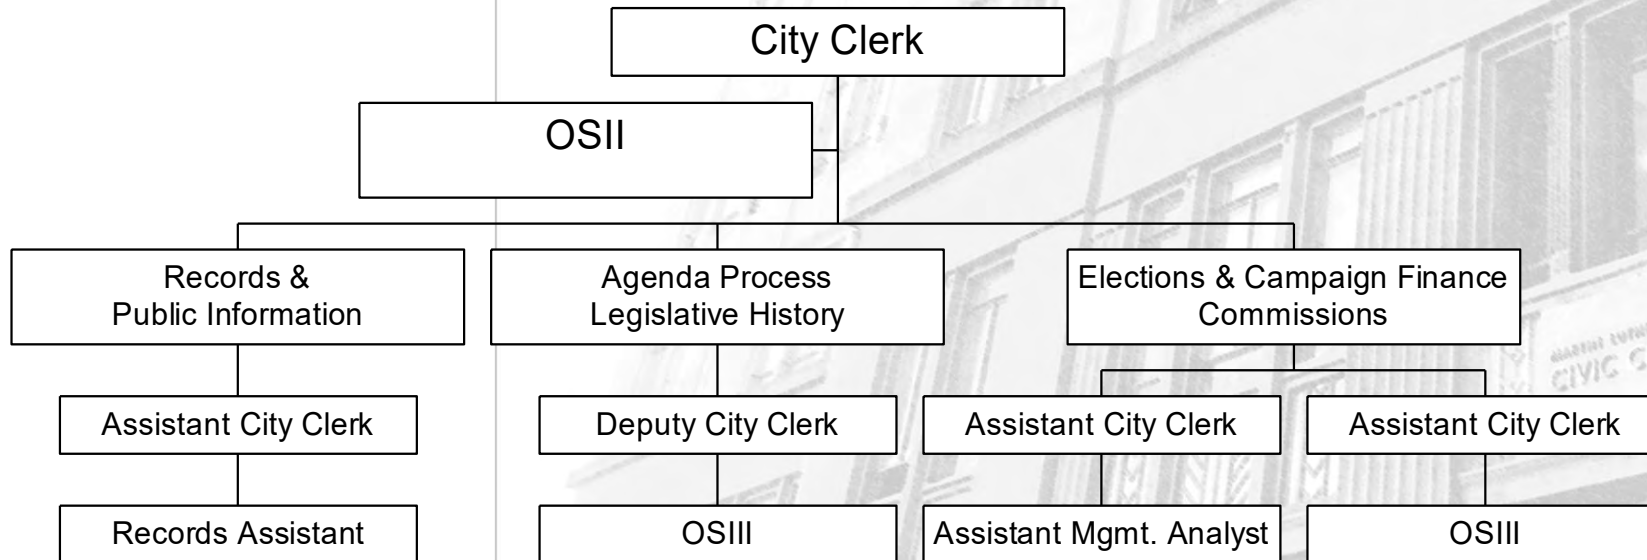 City Clerk
OSII
Records &
Public Information
Agenda Process
Legislative History
Elections & Campaign Finance
Commissions
Assistant City Clerk
Deputy City Clerk
Assistant City Clerk
Assistant City Clerk
Records Assistant
OSIII
Assistant Mgmt. Analyst
OSIII
CIVIC